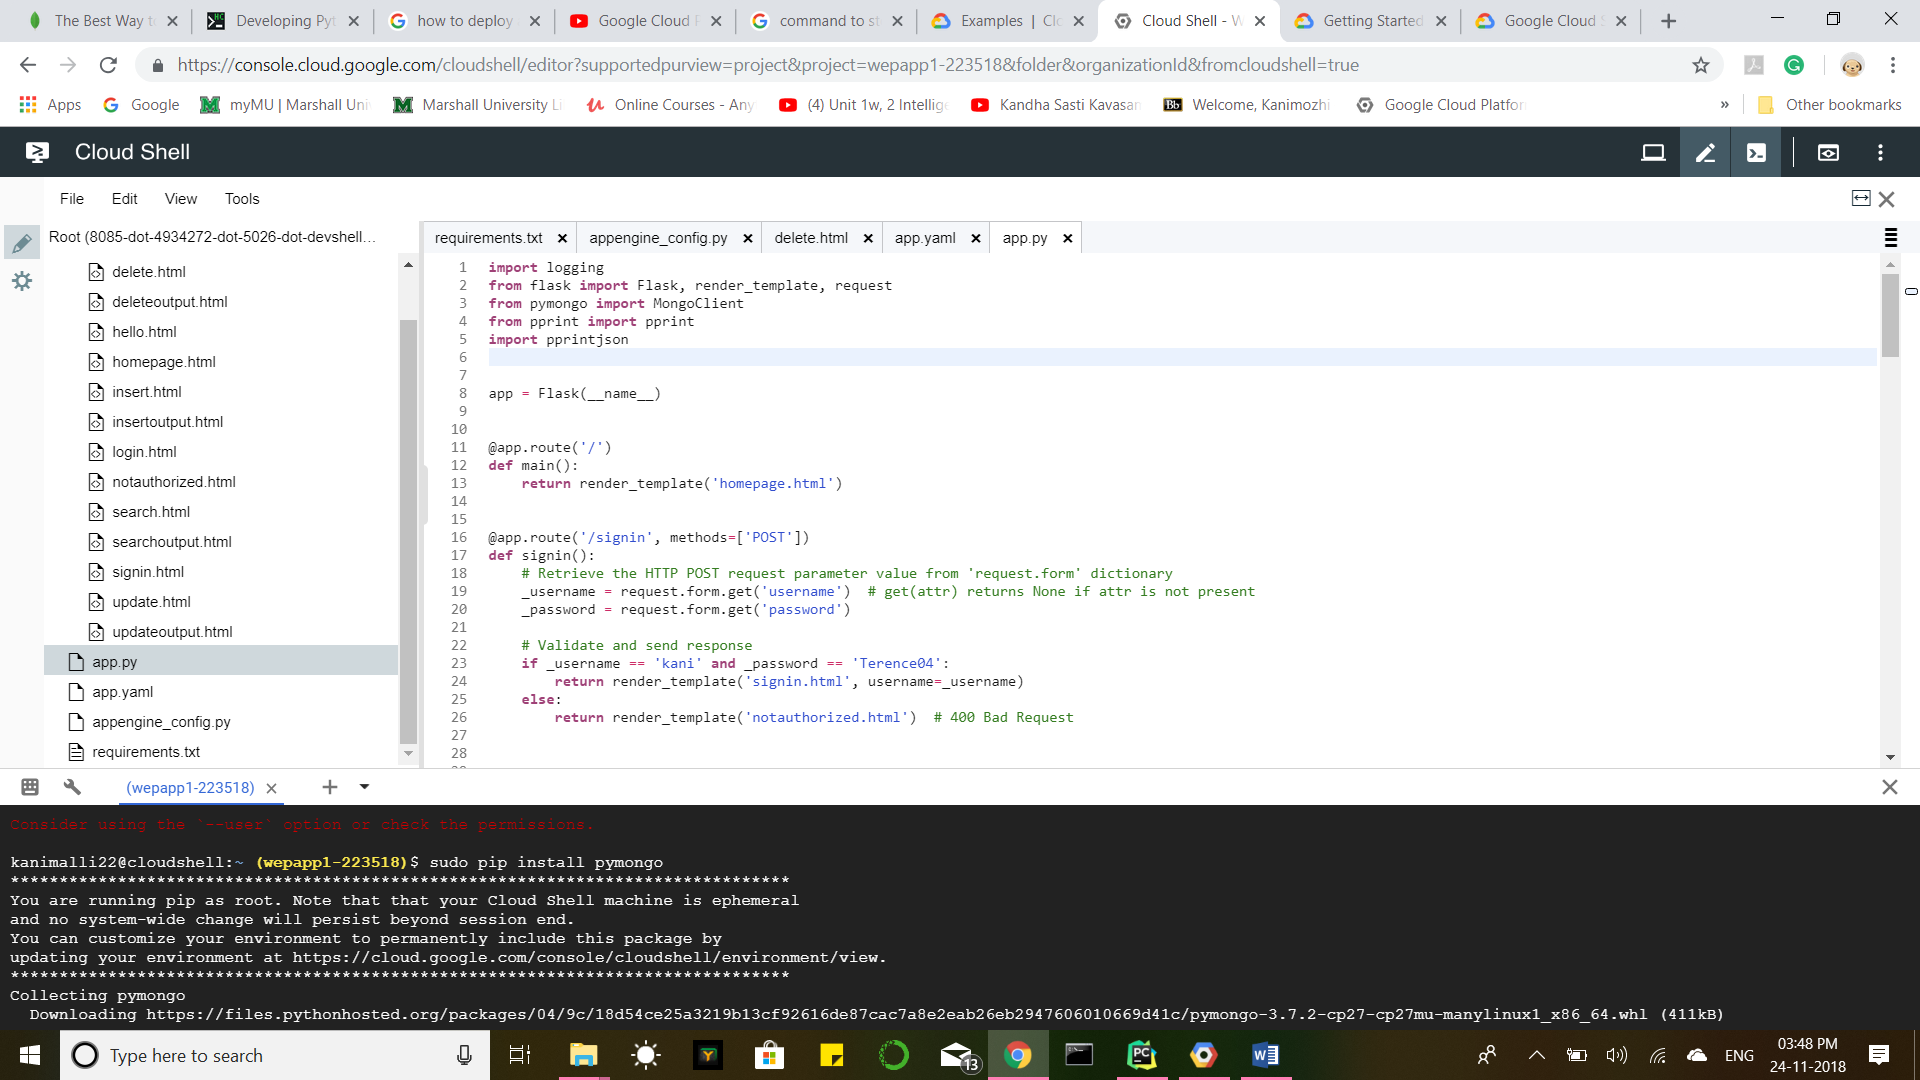 The Best Way t
Developing Pyt
how to deploy
Google Cloud P
command to st
Examples | Clo
Cloud Shell - W
Getting Started
Google Cloud S
https://console.cloud.google.com/cloudshell/editor?supportedpurview=project&project=wepapp1-223518&folder&organizationId&fromcloudshell=true
Apps
Google
myMU | Marshall Uni
Marshall University Li
Online Courses - Any
(4) Unit 1w, 2 Intellig
Kandha Sasti Kavasam
Bb
Welcome, Kanimozhi
Google Cloud Platfor
»
Other bookmarks
Cloud Shell
File Edit View Tools
Root (8085-dot-4934272-dot-5026-dot-devshell...
delete.html
deleteoutput.html
hello.html
homepage.html
insert.html
insertoutput.html
login.html
notauthorized.html
search.html
searchoutput.html
signin.html
update.html
updateoutput.html
app.py
app.yaml
appengine_config.py
requirements.txt
requirements.txt appengine_config.py delete.html app.yaml app.py
1 import logging
2 from flask import Flask, render_template, request
3 from pymongo import MongoClient
4 from pprint import pprint
5 import pprintjson
6
7
8 app = Flask(__name__)
9
10
11 @app.route('/')
12 def main():
13 return render_template('homepage.html')
14
15
16 @app.route('/signin', methods=['POST'])
17 def signin():
18 # Retrieve the HTTP POST request parameter value from 'request.form' dictionary
19 _username = request.form.get('username') # get(attr) returns None if attr is not present
20 _password = request.form.get('password')
21
22 # Validate and send response
23 if _username == 'kani' and _password == 'Terence04':
24 return render_template('signin.html', username=_username)
25 else:
26 return render_template('notauthorized.html') # 400 Bad Request
27
28
(wepapp1-223518)
Consider using the `--user` option or check the permissions.
kanimalli22@cloudshell:~ (wepapp1-223518)$ sudo pip install pymongo
********************************************************************************
You are running pip as root. Note that that your Cloud Shell machine is ephemeral
and no system-wide change will persist beyond session end.
You can customize your environment to permanently include this package by
updating your environment at https://cloud.google.com/console/cloudshell/environment/view.
********************************************************************************
Collecting pymongo
Downloading https://files.pythonhosted.org/packages/04/9c/18d54ce25a3219b13cf92616de87cac7a8e2eab26eb2947606010669d41c/pymongo-3.7.2-cp27-cp27mu-manylinux1_x86_64.whl (411kB)
Type here to search
13
ENG
03:48 PM
24-11-2018